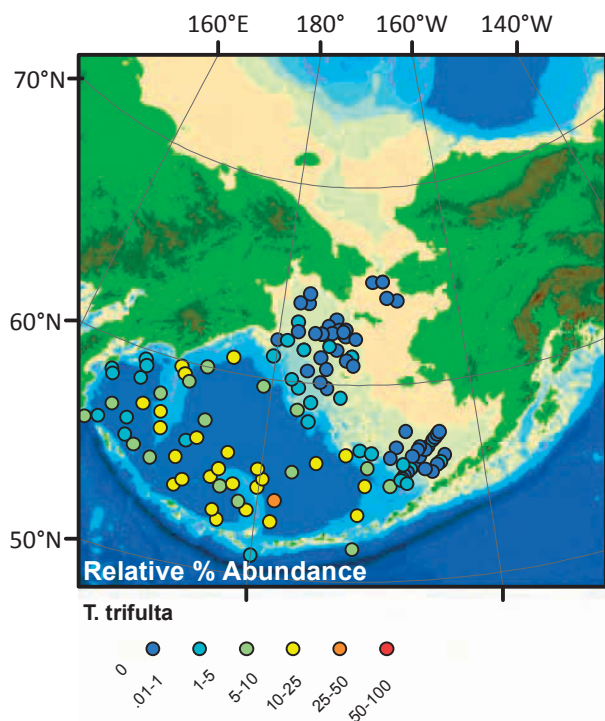 160°E 180° 160°W 140°W
70°N
60°N
50°N
Relative % Abundance
T. trifulta
0 .01-1 1-5 5-10 10-25 25-50 50-100